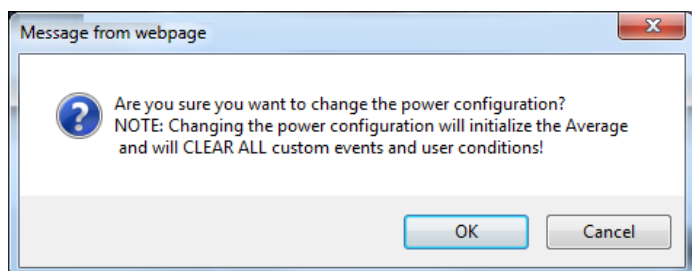 Message from webpage
Are you sure you want to change the power configuration?
NOTE: Changing the power configuration will initialize the Average
and will CLEAR ALL custom events and user conditions!
OK
Cancel